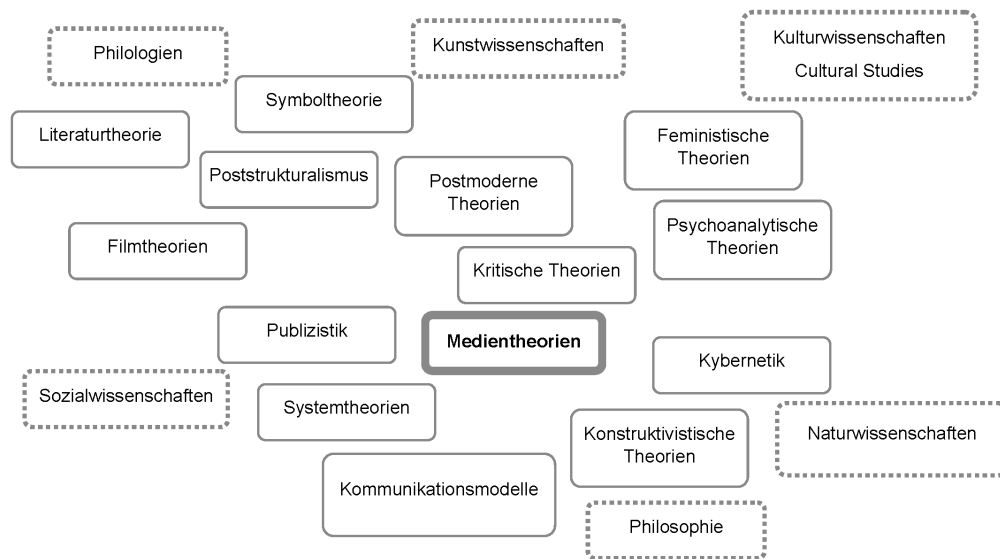 Philologien
Kunstwissenschaften
Kulturwissenschaften
Cultural Studies
Symboltheorie
Literaturtheorie
Feministische
Theorien
Poststrukturalismus
Postmoderne
Theorien
Psychoanalytische
Theorien
Filmtheorien
Kritische Theorien
Publizistik
Medientheorien
Kybernetik
Sozialwissenschaften
Systemtheorien
Konstruktivistische
Theorien
Naturwissenschaften
Kommunikationsmodelle
Philosophie